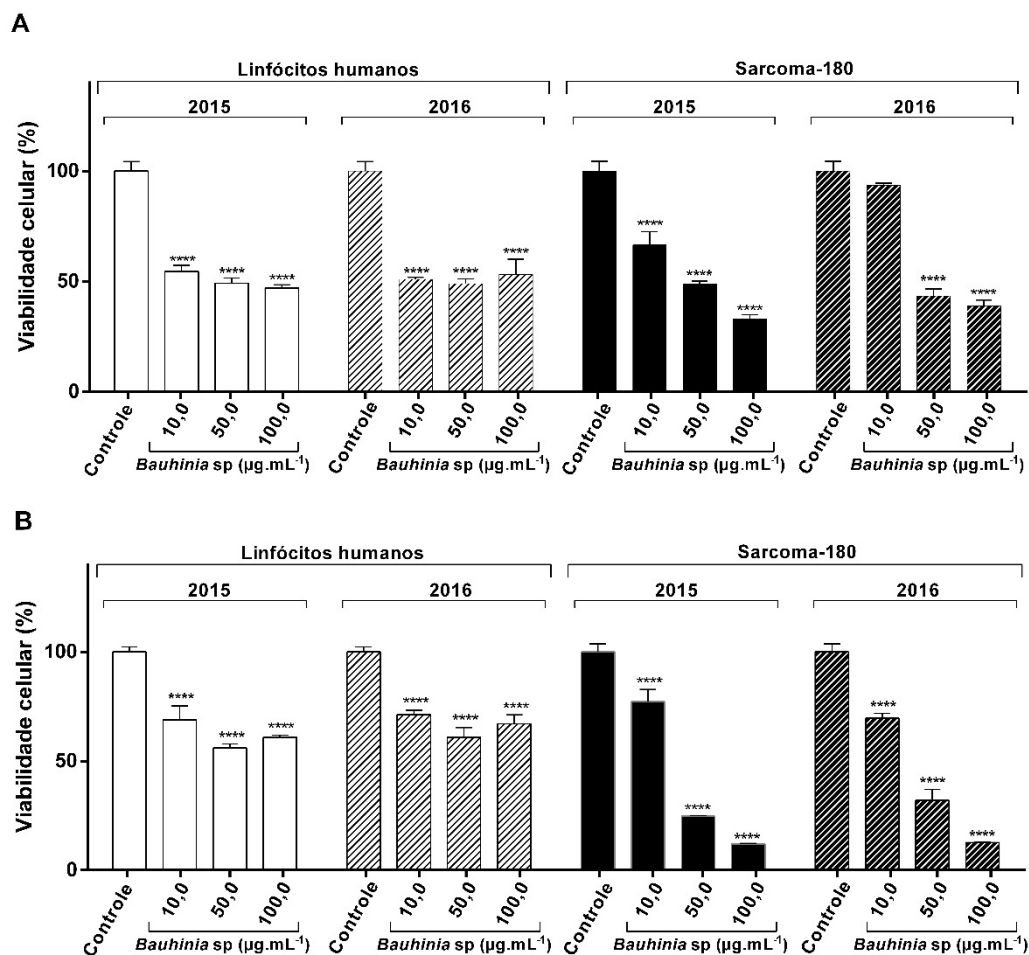 A
Linfócitos humanos Sarcoma-180
2015 2016 2015 2016
Viabilidade celular (%)
100
50
0
**** **** **** **** **** **** **** **** **** **** ****
Controle 10,0 50,0 100,0 Controle 10,0 50,0 100,0 Controle 10,0 50,0 100,0 Controle 10,0 50,0 100,0
Bauhinia sp (µg.mL⁻¹) Bauhinia sp (µg.mL⁻¹) Bauhinia sp (µg.mL⁻¹) Bauhinia sp (µg.mL⁻¹)
B
Linfócitos humanos Sarcoma-180
2015 2016 2015 2016
Viabilidade celular (%)
100
50
0
**** **** **** **** **** **** **** **** **** **** **** ****
Controle 10,0 50,0 100,0 Controle 10,0 50,0 100,0 Controle 10,0 50,0 100,0 Controle 10,0 50,0 100,0
Bauhinia sp (µg.mL⁻¹) Bauhinia sp (µg.mL⁻¹) Bauhinia sp (µg.mL⁻¹) Bauhinia sp (µg.mL⁻¹)